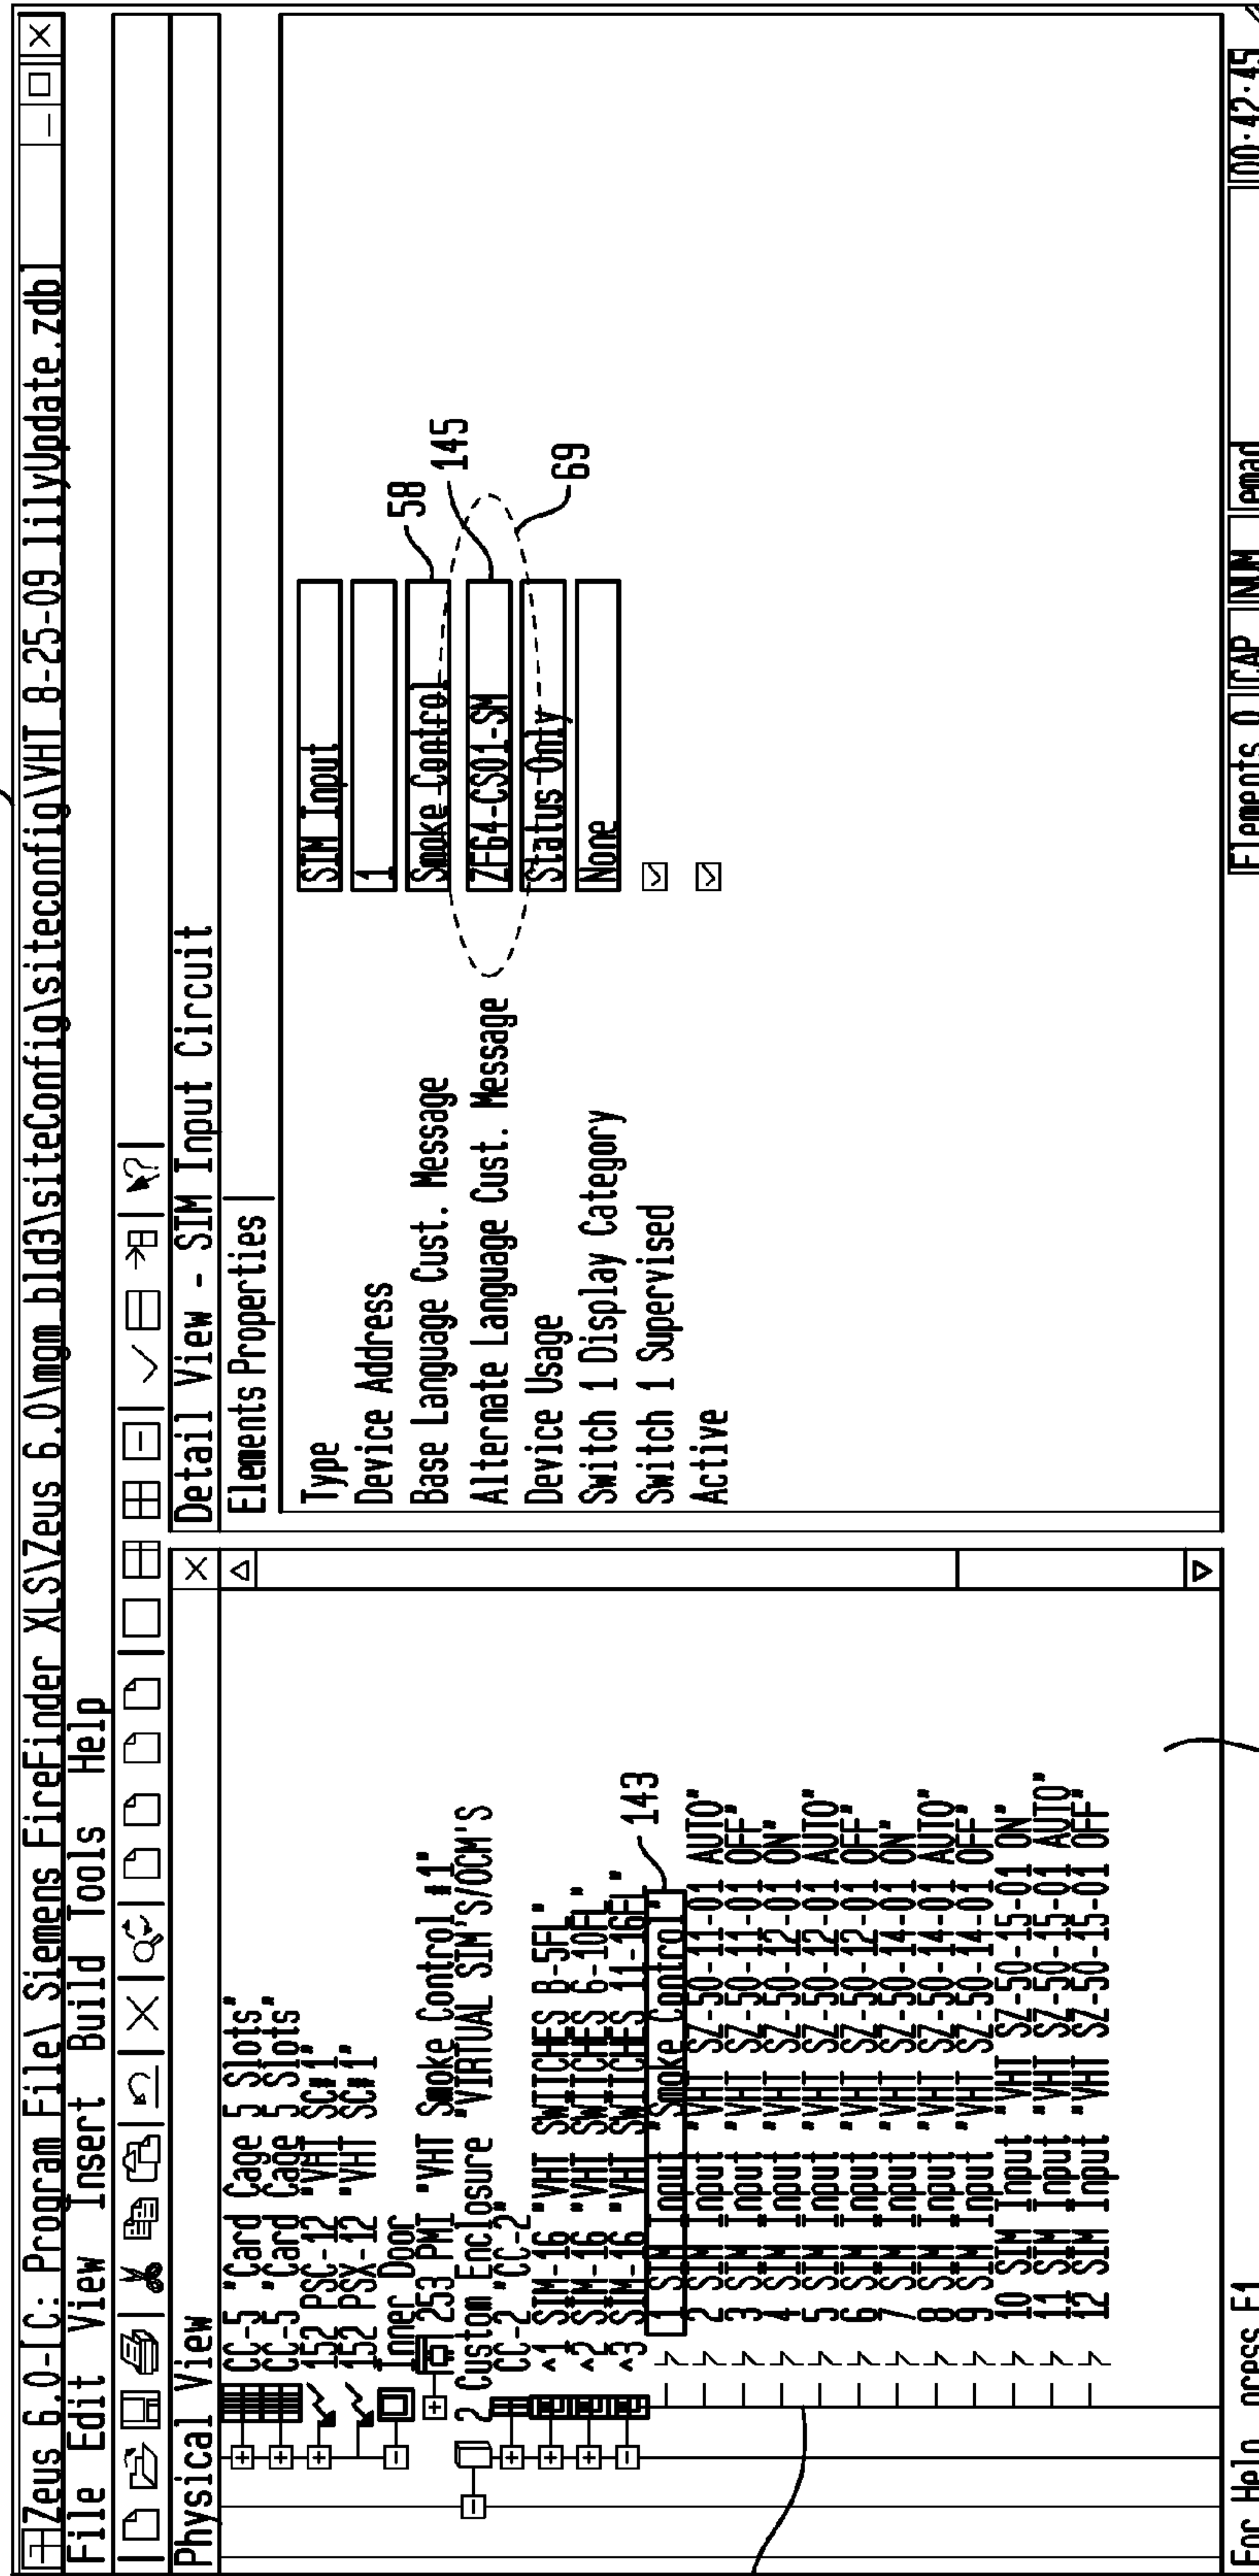 Zeus 6.0-[C: Program File\ Siemens FireFinder XLS\Zeus 6.0\mgm_bld3\siteConfig\siteconfig\VHT_8-25-09_lilyUpdate.zdb]
File Edit View Insert Build Tools Help
Physical View
CC-5 "Card Cage 5 Slots"
CC-5 "Card Cage 5 Slots"
152 PSC-12 "VHT SC#1"
152 PSX-12 "VHT SC#1"
Inner Door
253 PMI "VHT Smoke Control #1"
2 Custom Enclosure "VIRTUAL SIM'S/OCM'S
CC-2 "CC-2"
^1 SIM-16 "VHT SWITCHES B-5FL"
^2 SIM-16 "VHT SWITCHES 6-10FL"
^3 SIM-16 "VHT SWITCHES 11-16FL"
1 SIM Input "Smoke Control"
143
2 SIM Input "VHT SZ-50-11-01 AUTO"
3 SIM Input "VHT SZ-50-11-01 OFF"
4 SIM Input "VHT SZ-50-12-01 ON"
5 SIM Input "VHT SZ-50-12-01 AUTO"
6 SIM Input "VHT SZ-50-12-01 OFF"
7 SIM Input "VHT SZ-50-14-01 ON"
8 SIM Input "VHT SZ-50-14-01 AUTO"
9 SIM Input "VHT SZ-50-14-01 OFF"
10 SIM Input "VHT SZ-50-15-01 ON"
11 SIM Input "VHT SZ-50-15-01 AUTO"
12 SIM Input "VHT SZ-50-15-01 OFF"
Detail View - SIM Input Circuit
Elements Properties
Type SIM Input
Device Address 1
Base Language Cust. Message Smoke Control 58
Alternate Language Cust. Message ZF64-CS01-SM 145
Device Usage Status Only 69
Switch 1 Display Category None
Switch 1 Supervised
Active
For Help, press F1 Elements 0 CAP NUM emad 00:42:45